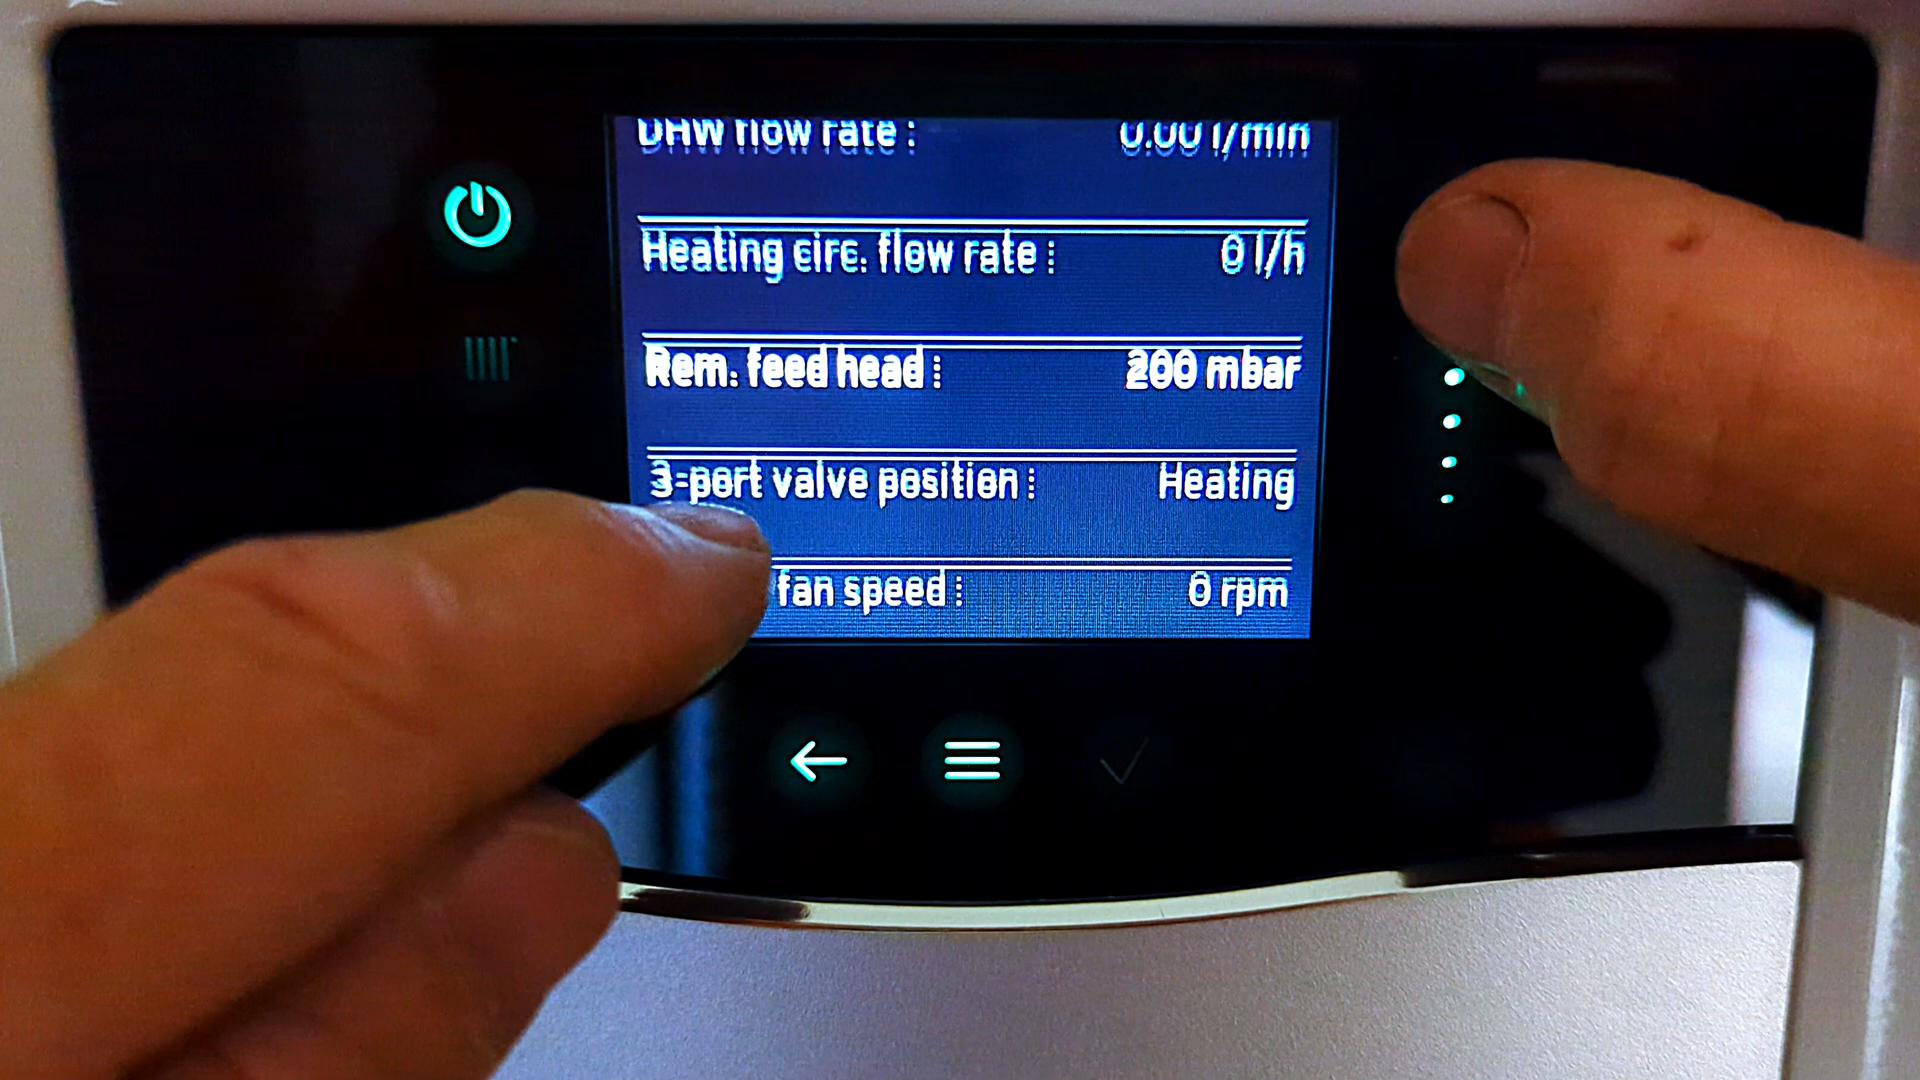 DHW flow rate : 0.00 l/min
Heating circ. flow rate : 0 l/h
Rem. feed head : 200 mbar
3-port valve position : Heating
fan speed : 0 rpm